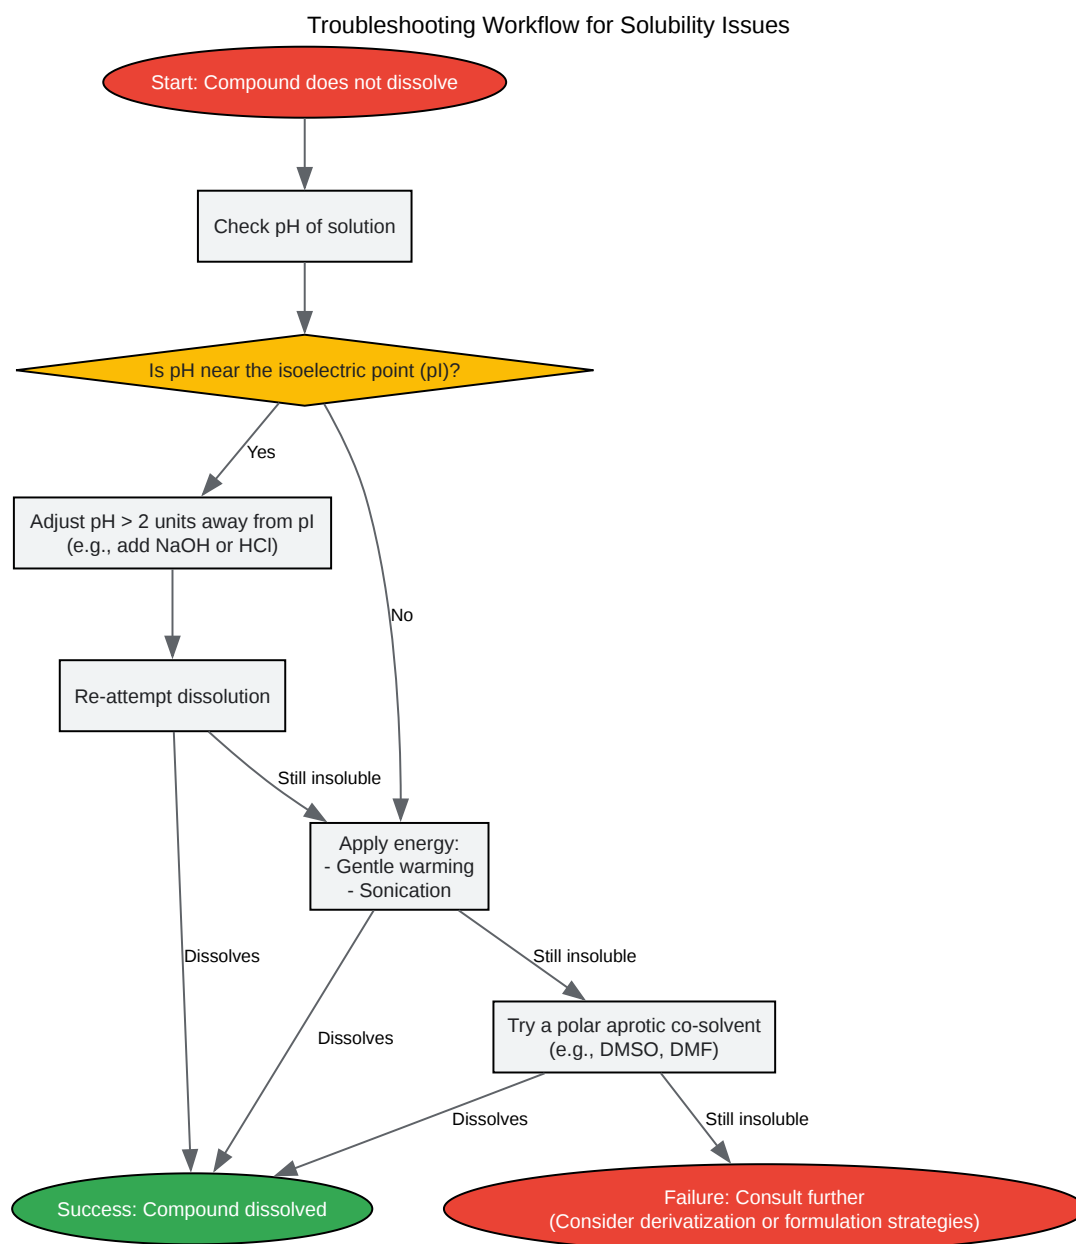 Troubleshooting Workflow for Solubility Issues
Start: Compound does not dissolve
Check pH of solution
Is pH near the isoelectric point (pI)?
Yes
Adjust pH > 2 units away from pI
(e.g., add NaOH or HCl)
No
Re-attempt dissolution
Still insoluble
Apply energy:
- Gentle warming
- Sonication
Dissolves
Still insoluble
Try a polar aprotic co-solvent
(e.g., DMSO, DMF)
Dissolves
Dissolves
Still insoluble
Success: Compound dissolved
Failure: Consult further
(Consider derivatization or formulation strategies)